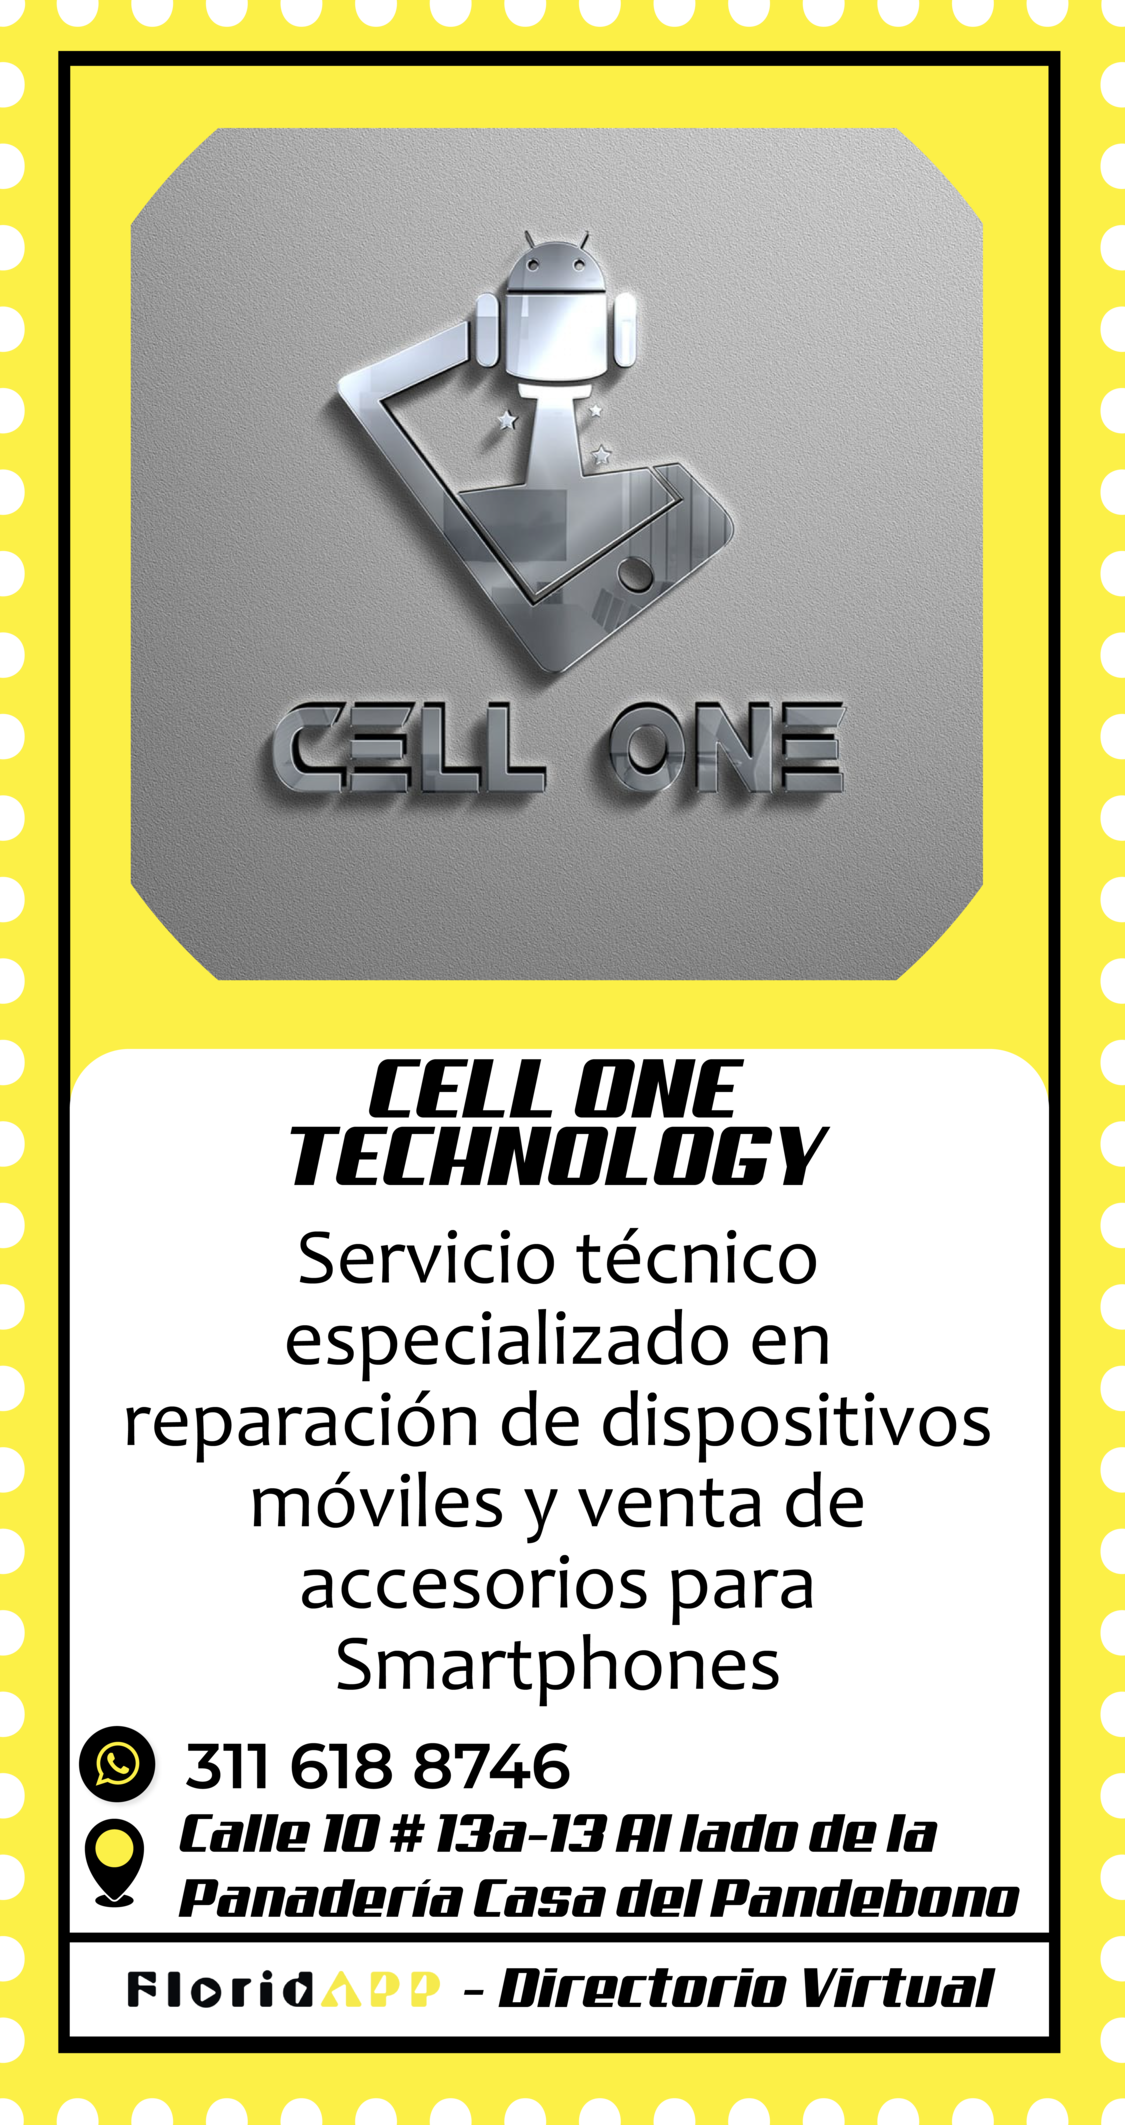 CELL ONE
CELL ONE
TECHNOLOGY
Servicio técnico
especializado en
reparación de dispositivos
móviles y venta de
accesorios para
Smartphones
311 618 8746
Calle 10 # 13a-13 Al lado de la
Panadería Casa del Pandebono
FloridAPP - Directorio Virtual